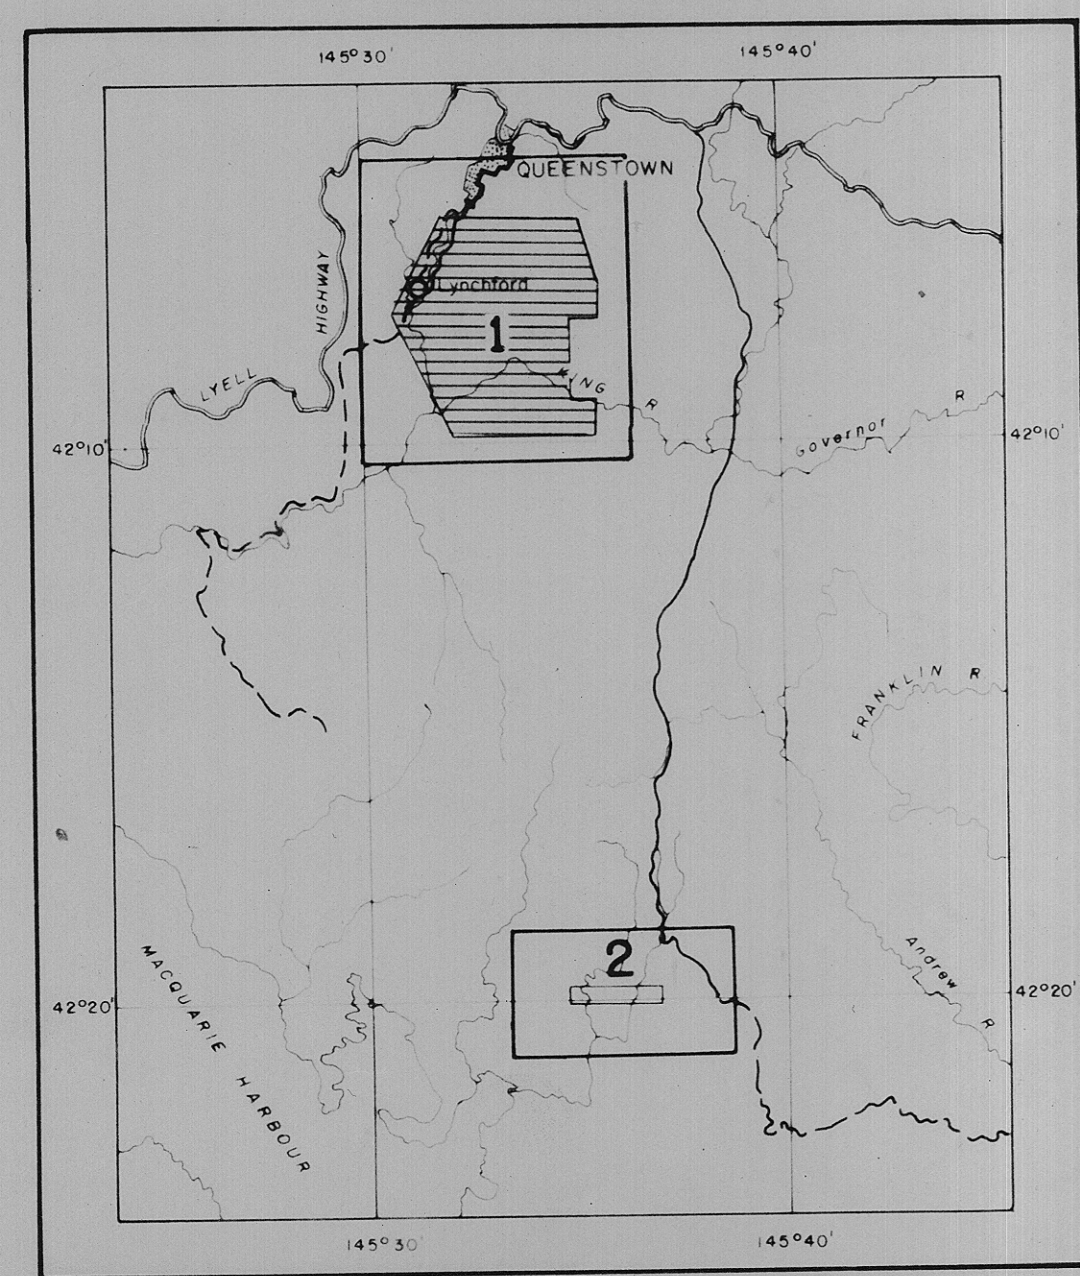 145°30'
145°40'
QUEENSTOWN
HIGHWAY
Lynchford
1
LYELL
KING R
Governor R
42°10'
42°10'
FRANKLIN R
2
Andrew R
MACQUARIE HARBOUR
42°20'
42°20'
145°30'
145°40'